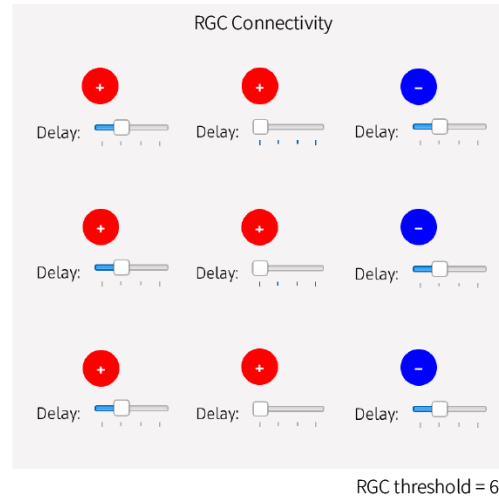 RGC Connectivity
+ + -
Delay: Delay: Delay:
+ + -
Delay: Delay: Delay:
+ + -
Delay: Delay: Delay:
RGC threshold = 6